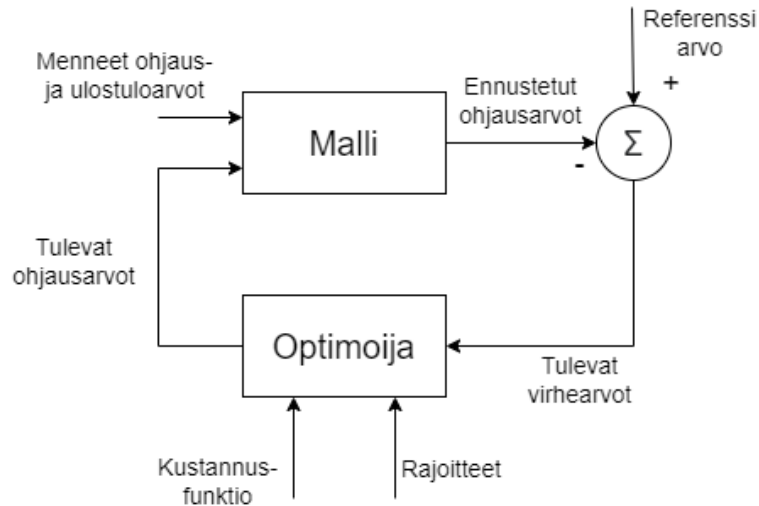 Referenssi
arvo
+
Menneet ohjaus-
ja ulostuloarvot
Ennustetut
ohjausarvot
Malli
Σ
-
Tulevat
ohjausarvot
Optimoija
Tulevat
virhearvot
Kustannus-
funktio
Rajoitteet